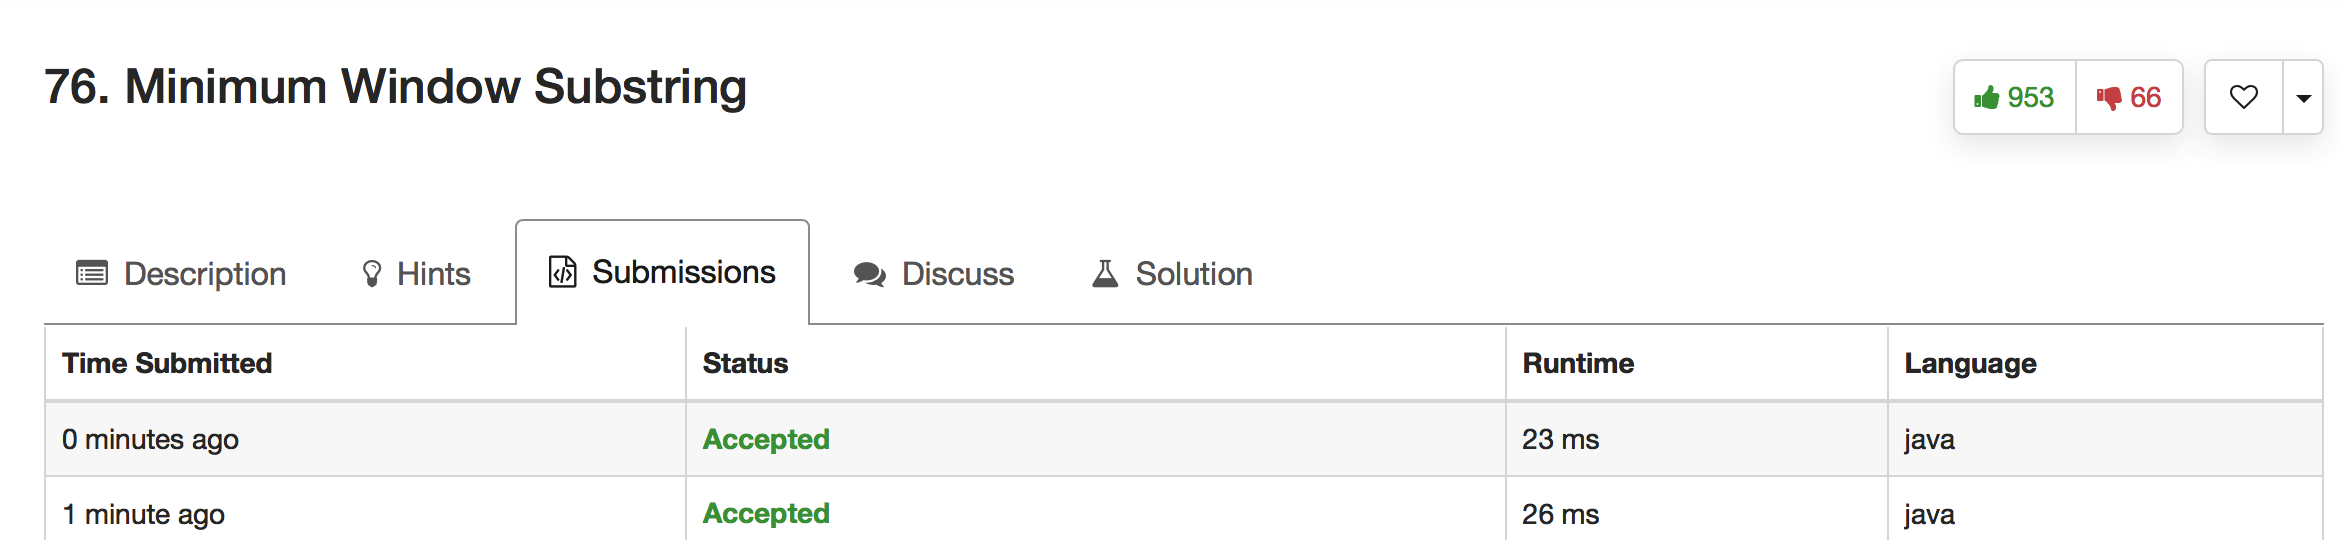 76. Minimum Window Substring
953 66
Description Hints Submissions Discuss Solution
Time Submitted Status Runtime Language
0 minutes ago Accepted 23 ms java
1 minute ago Accepted 26 ms java